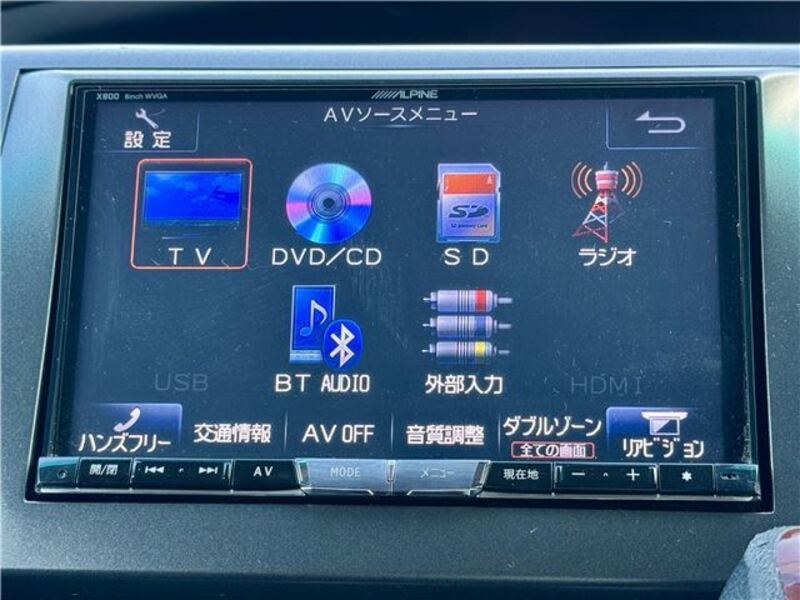 X800 8inch WVGA
ALPINE
AVソースメニュー
設定
TV
DVD/CD
SD
ラジオ
USB
BT AUDIO
外部入力
HDMI
ハンズフリー
交通情報
AV OFF
音質調整
ダブルゾーン
全ての画面
リアビジョン
開/閉
AV
MODE
メニュー
現在地